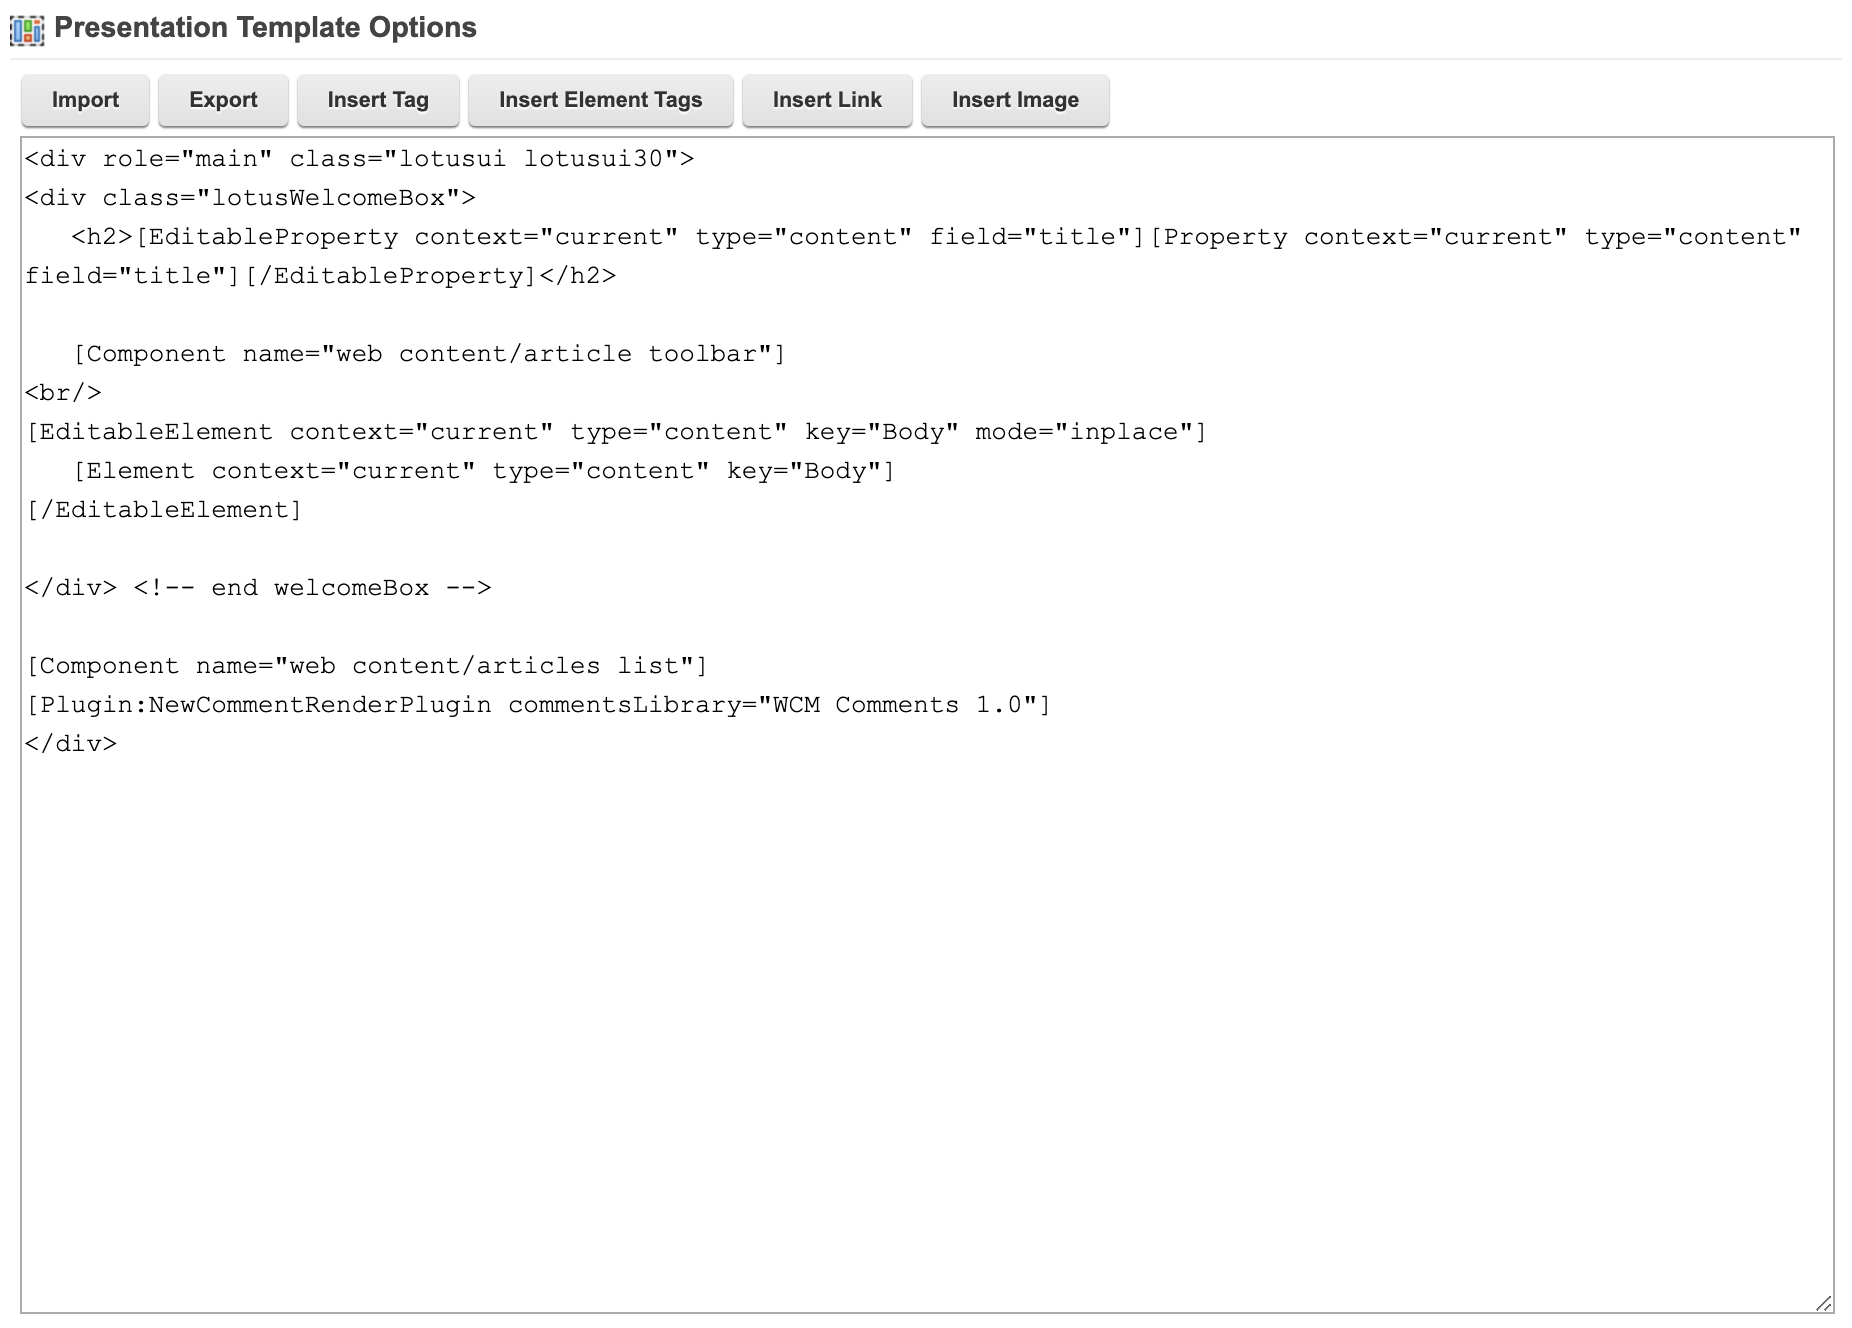 Presentation Template Options
Import Export Insert Tag Insert Element Tags Insert Link Insert Image
<div role="main" class="lotusui lotusui30">
<div class="lotusWelcomeBox">
   <h2>[EditableProperty context="current" type="content" field="title"][Property context="current" type="content"
field="title"][/EditableProperty]</h2>

   [Component name="web content/article toolbar"]
<br/>
[EditableElement context="current" type="content" key="Body" mode="inplace"]
   [Element context="current" type="content" key="Body"]
[/EditableElement]

</div> <!-- end welcomeBox -->

[Component name="web content/articles list"]
[Plugin:NewCommentRenderPlugin commentsLibrary="WCM Comments 1.0"]
</div>